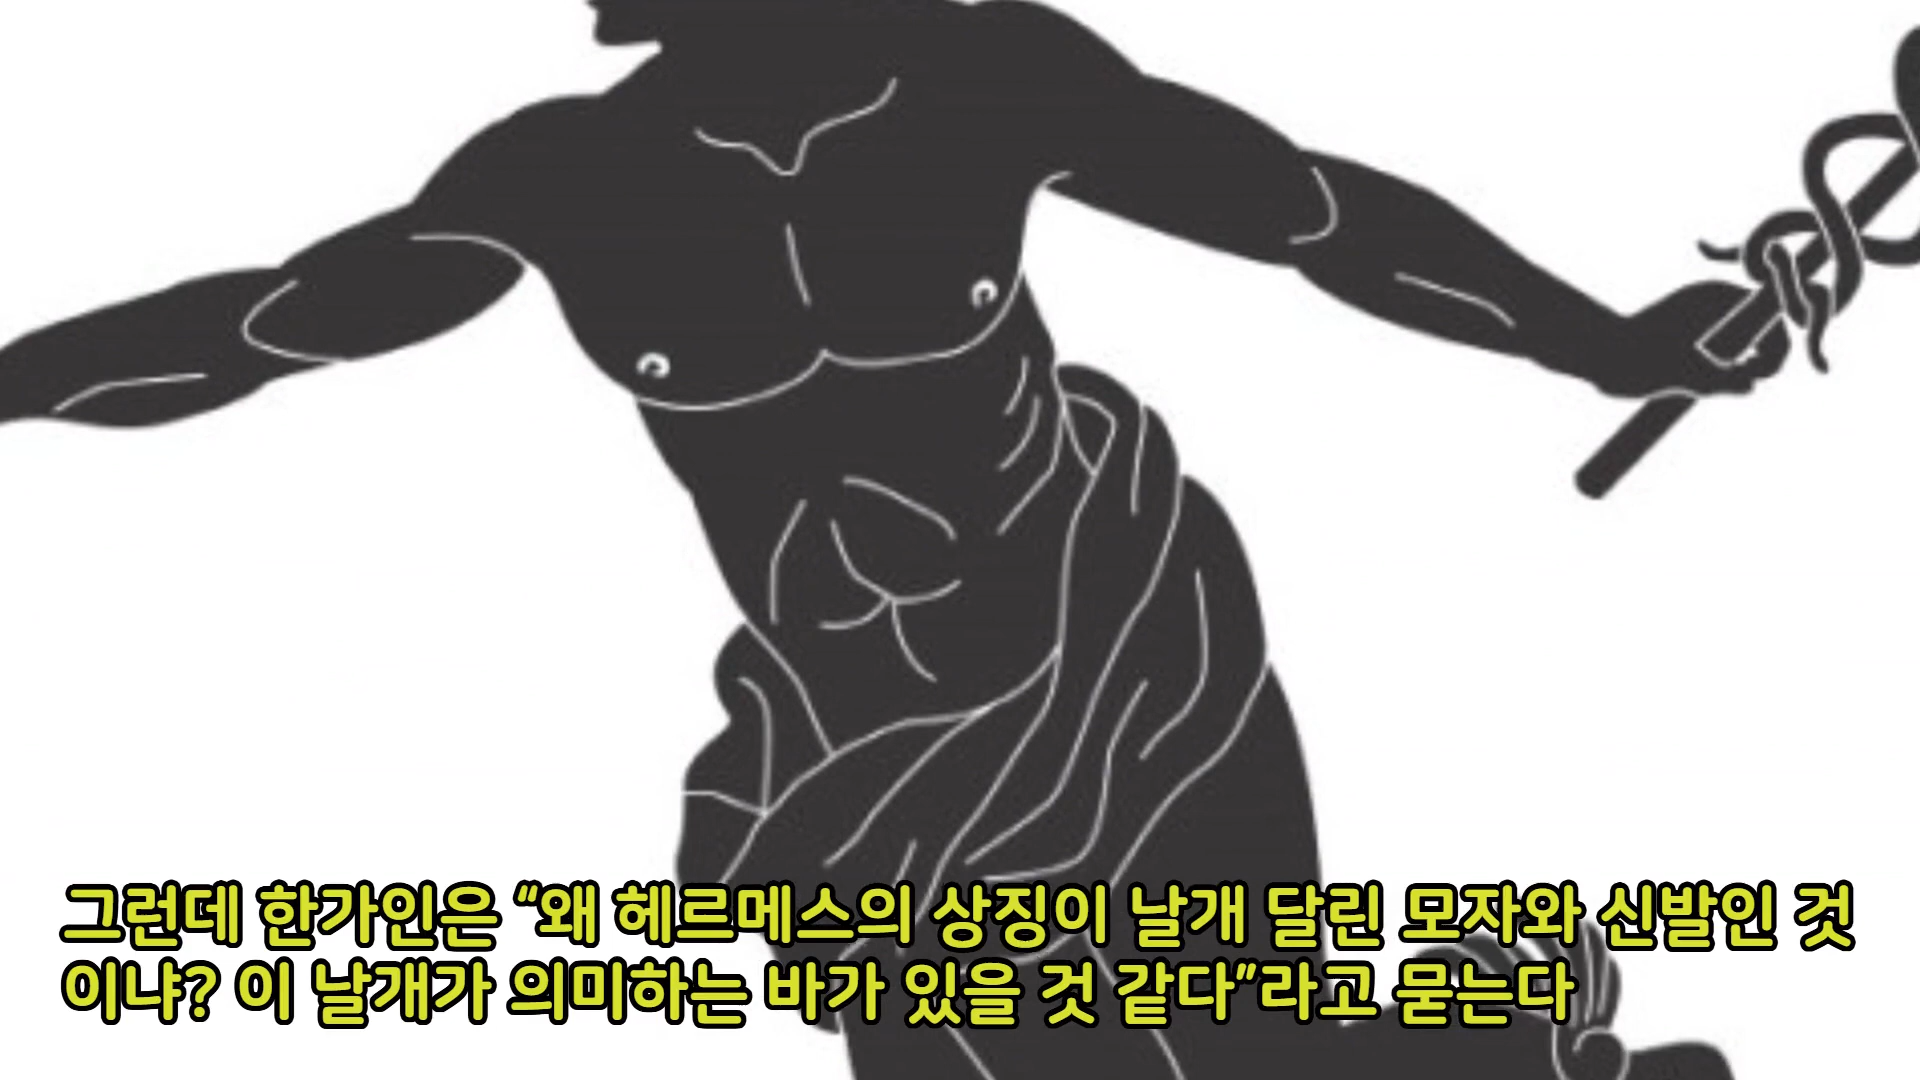 그런데 한가인은 “왜 헤르메스의 상징이 날개 달린 모자와 신발인 것
이냐? 이 날개가 의미하는 바가 있을 것 같다”라고 묻는다